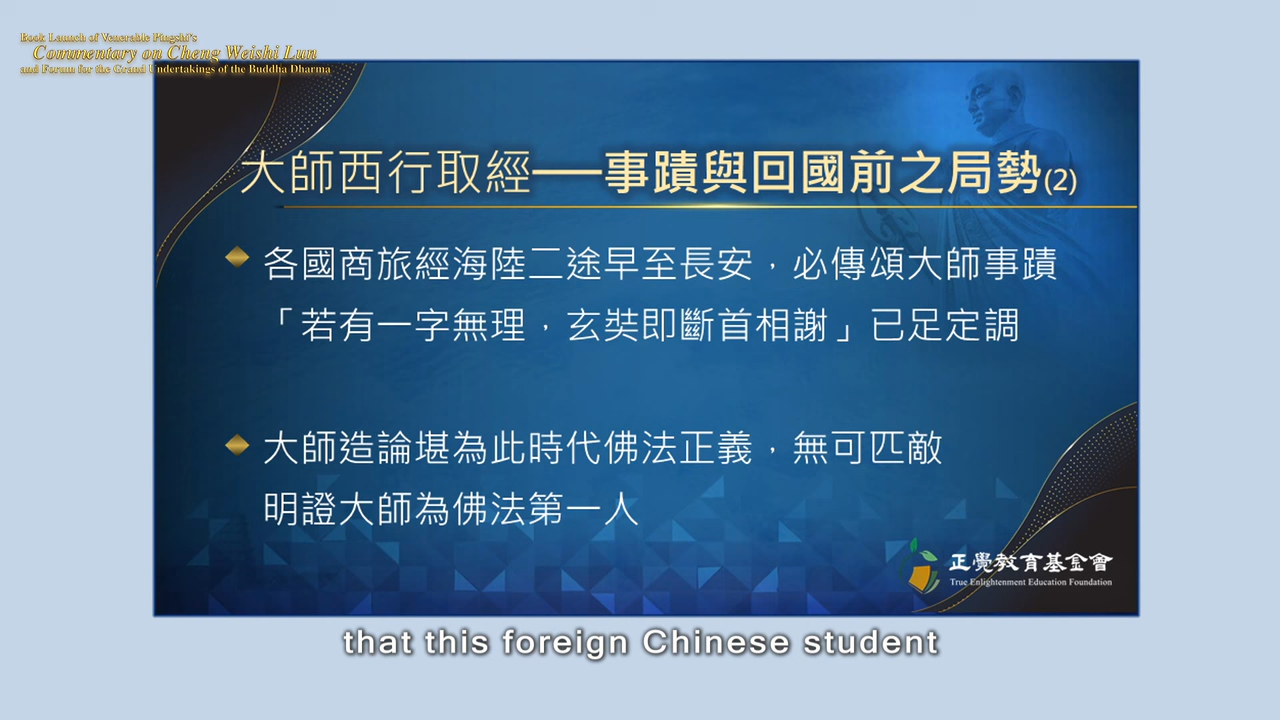 Book Launch of Venerable Pingshi's
Commentary on Cheng Weishi Lun
and Forum for the Grand Undertakings of the Buddha Dharma
大師西行取經──事蹟與回國前之局勢(2)
各國商旅經海陸二途早至長安，必傳頌大師事蹟
「若有一字無理，玄奘即斷首相謝」已足定調
大師造論堪為此時代佛法正義，無可匹敵
明證大師為佛法第一人
正覺教育基金會
True Enlightenment Education Foundation
that this foreign Chinese student